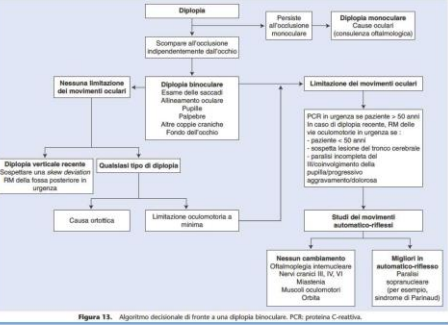 Diplopia
Persiste
all'occlusione
monoculare
Diplopia monoculare
Cause oculari
(consulenza oftalmologica)
Scompare all'occlusione
indipendentemente dall'occhio
Nessuna limitazione
dei movimenti oculari
Diplopia binoculare
Esame delle saccadi
Allineamento oculare
Pupille
Palpebre
Altre coppie craniche
Fondo dell'occhio
Limitazione dei movimenti oculari
PCR in urgenza se paziente > 50 anni
In caso di diplopia recente, RM delle
vie oculomotorie in urgenza se :
- paziente < 50 anni
- sospetta lesione del tronco cerebrale
- paralisi incompleta del
III/coinvolgimento della
pupilla/progressivo
aggravamento/dolorosa
Diplopia verticale recente
Sospettare una skew deviation
RM della fossa posteriore in
urgenza
Qualsiasi tipo di diplopia
Causa ortottica
Limitazione oculomotoria a
minima
Studi dei movimenti
automatico-riflessi
Nessun cambiamento
Oftalmoplegia internucleare
Nervi cranici III, IV, VI
Miastenia
Muscoli oculomotori
Orbita
Migliori in
automatico-riflesso
Paralisi
sopranucleare
(per esempio,
sindrome di Parinaud)
Figura 13. Algoritmo decisionale di fronte a una diplopia binoculare. PCR: proteina C-reattiva.